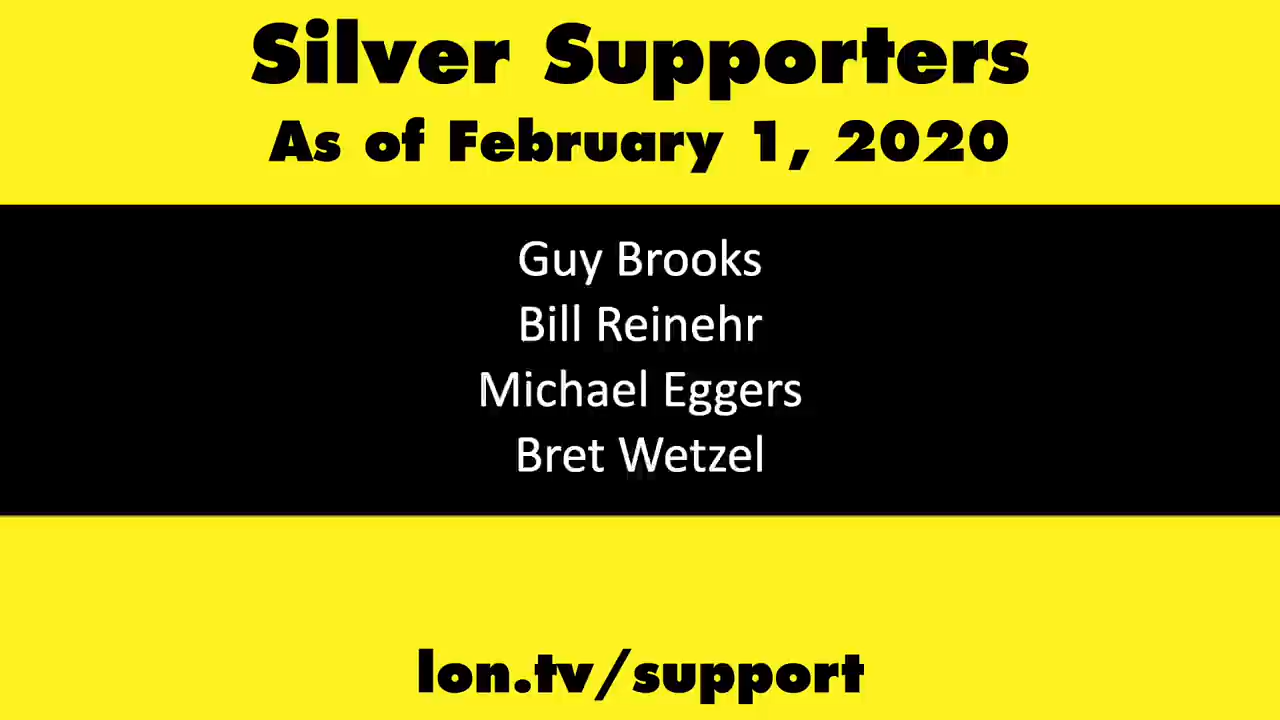 Silver Supporters
As of February 1, 2020
Guy Brooks
Bill Reinehr
Michael Eggers
Bret Wetzel
lon.tv/support